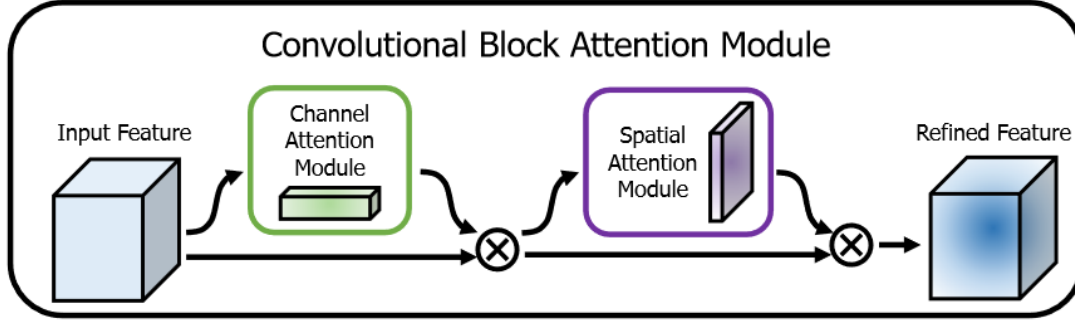 Convolutional Block Attention Module
Input Feature
Channel
Attention
Module
Spatial
Attention
Module
Refined Feature